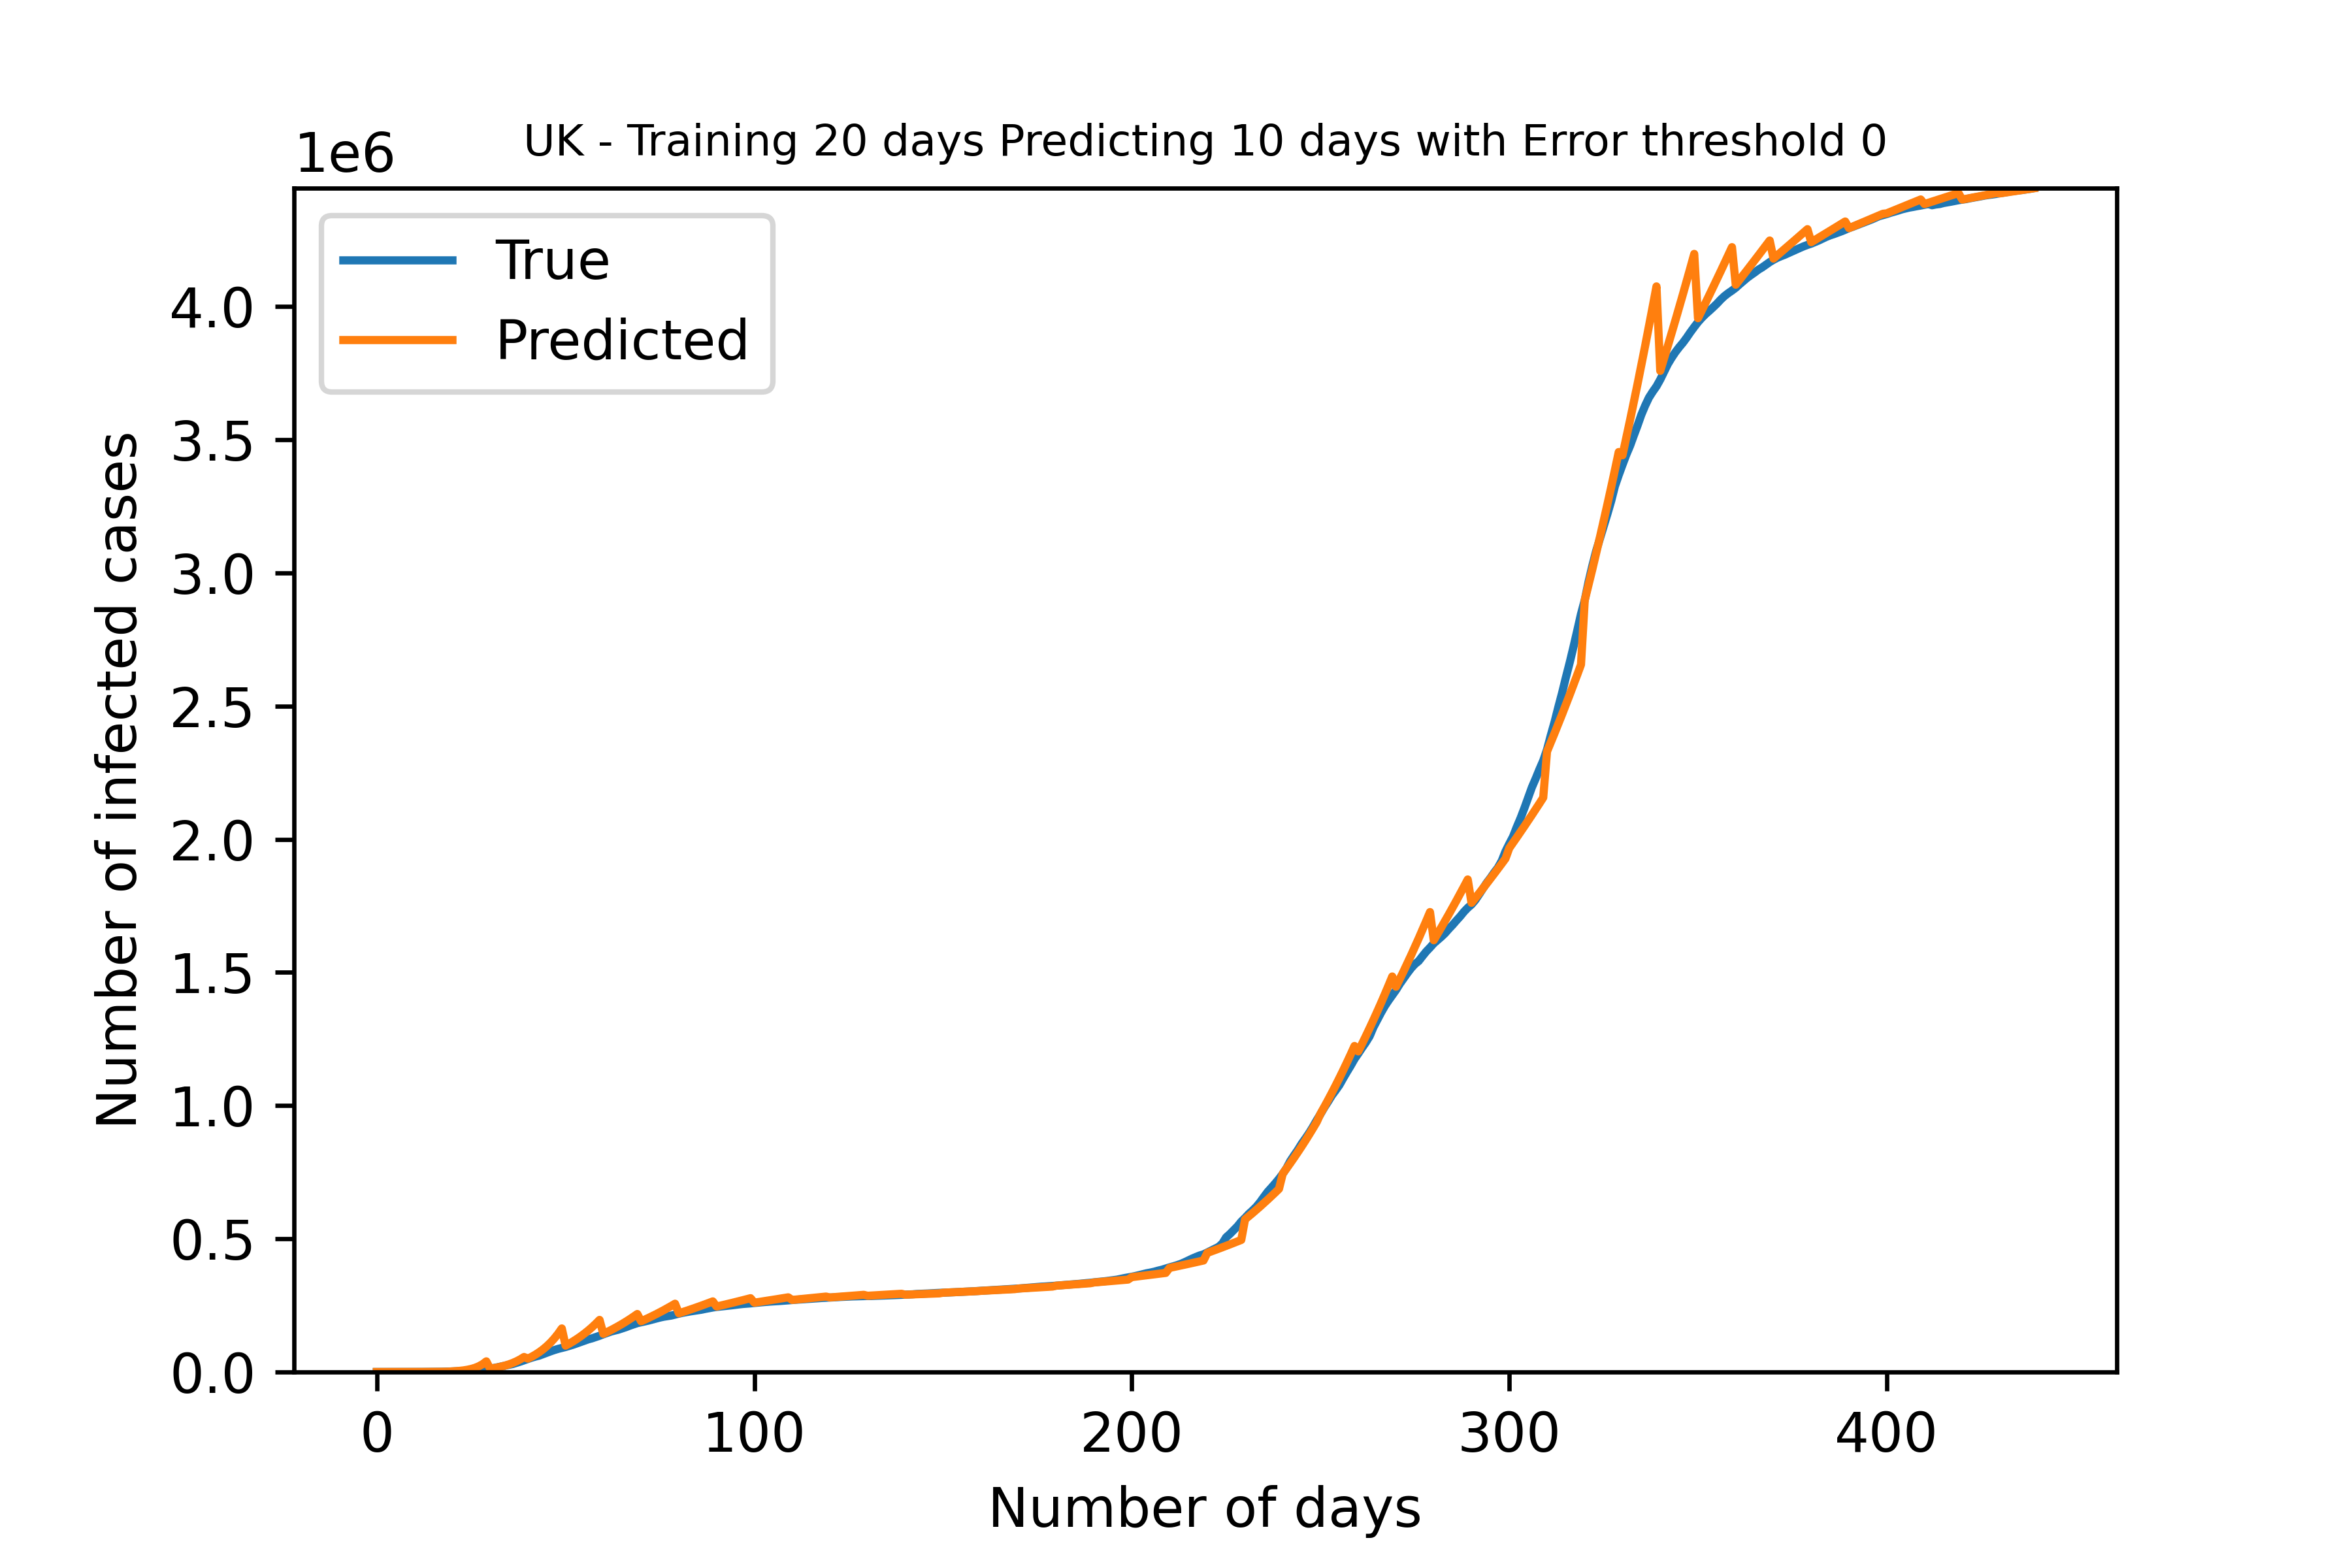 UK - Training 20 days Predicting 10 days with Error threshold 0
1e6
True
Predicted
4.0
3.5
3.0
2.5
2.0
1.5
1.0
0.5
0.0
Number of infected cases
0 100 200 300 400
Number of days